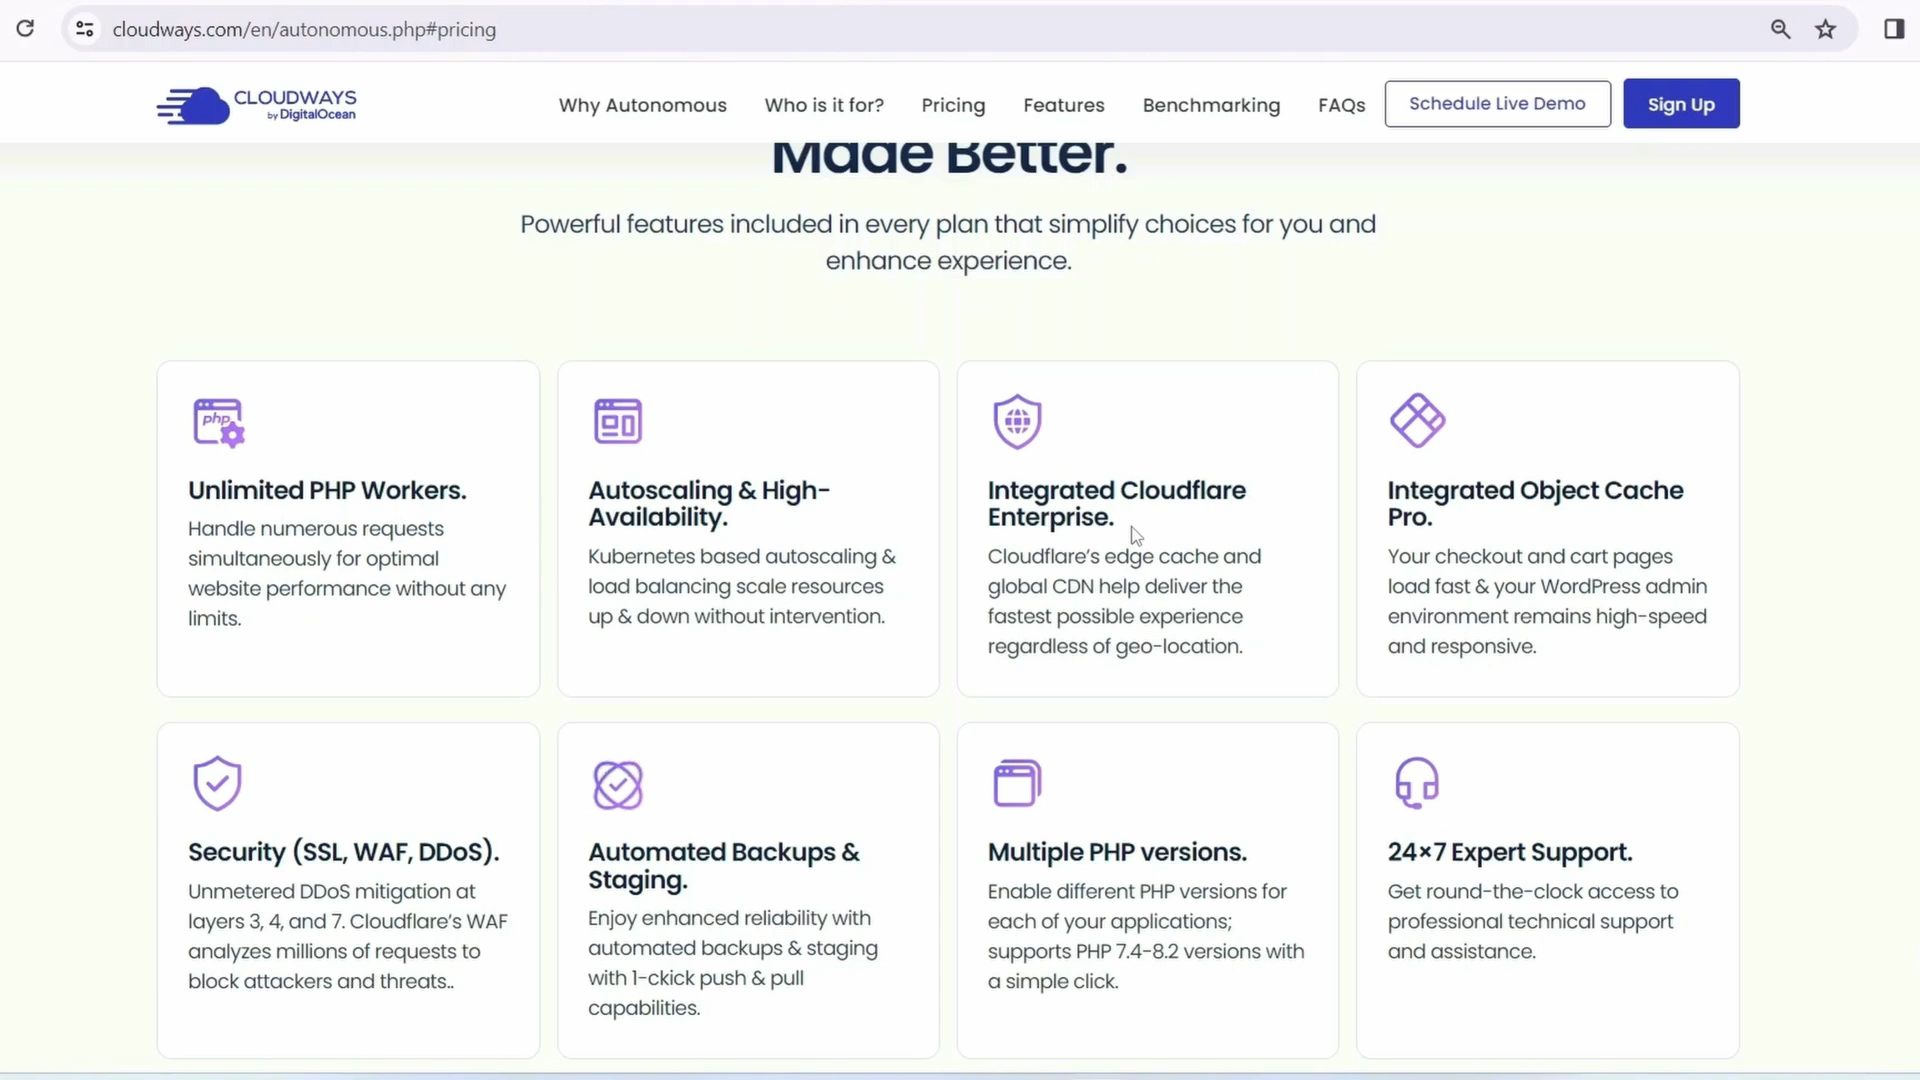 cloudways.com/en/autonomous.php#pricing
CLOUDWAYS
by DigitalOcean
Why Autonomous
Who is it for?
Pricing
Features
Benchmarking
FAQs
Schedule Live Demo
Sign Up
Made Better.
Powerful features included in every plan that simplify choices for you and
enhance experience.
php
Unlimited PHP Workers.
Handle numerous requests
simultaneously for optimal
website performance without any
limits.
Autoscaling & High-
Availability.
Kubernetes based autoscaling &
load balancing scale resources
up & down without intervention.
Integrated Cloudflare
Enterprise.
Cloudflare's edge cache and
global CDN help deliver the
fastest possible experience
regardless of geo-location.
Integrated Object Cache
Pro.
Your checkout and cart pages
load fast & your WordPress admin
environment remains high-speed
and responsive.
Security (SSL, WAF, DDoS).
Unmetered DDoS mitigation at
layers 3, 4, and 7. Cloudflare's WAF
analyzes millions of requests to
block attackers and threats..
Automated Backups &
Staging.
Enjoy enhanced reliability with
automated backups & staging
with 1-ckick push & pull
capabilities.
Multiple PHP versions.
Enable different PHP versions for
each of your applications;
supports PHP 7.4-8.2 versions with
a simple click.
24×7 Expert Support.
Get round-the-clock access to
professional technical support
and assistance.